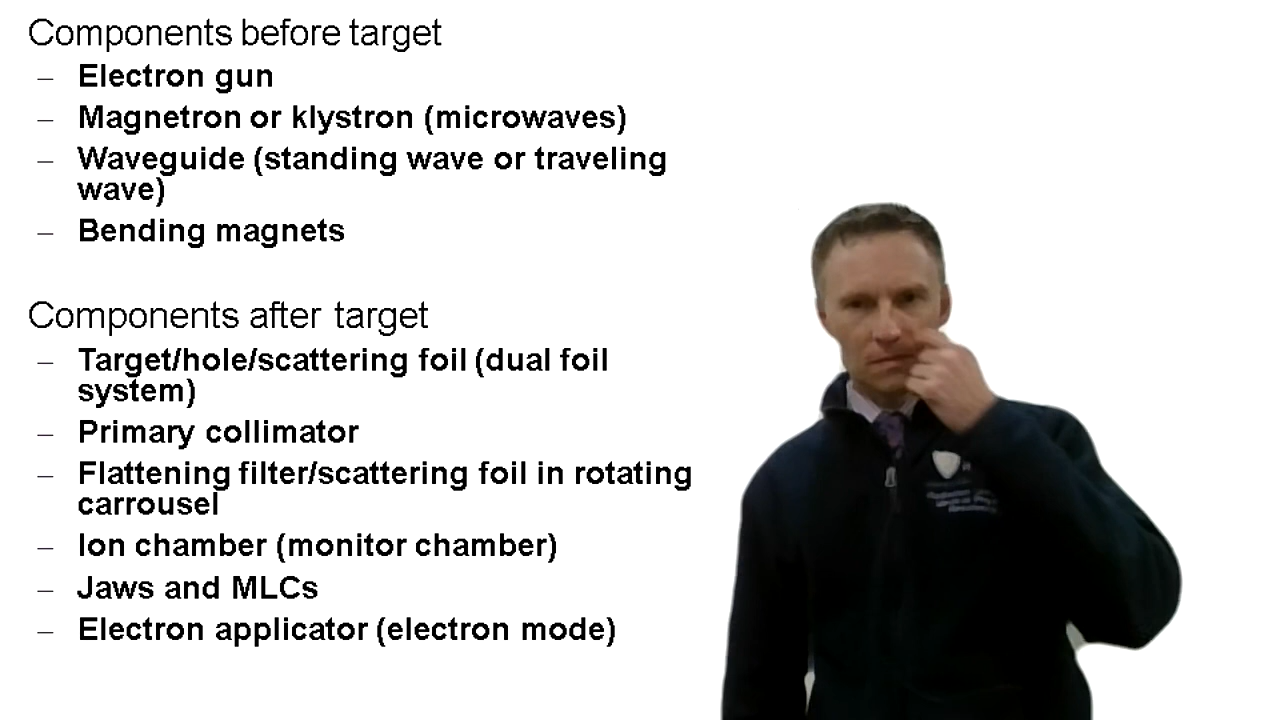 Components before target
– Electron gun
– Magnetron or klystron (microwaves)
– Waveguide (standing wave or traveling
wave)
– Bending magnets
Components after target
– Target/hole/scattering foil (dual foil
system)
– Primary collimator
– Flattening filter/scattering foil in rotating
carrousel
– Ion chamber (monitor chamber)
– Jaws and MLCs
– Electron applicator (electron mode)